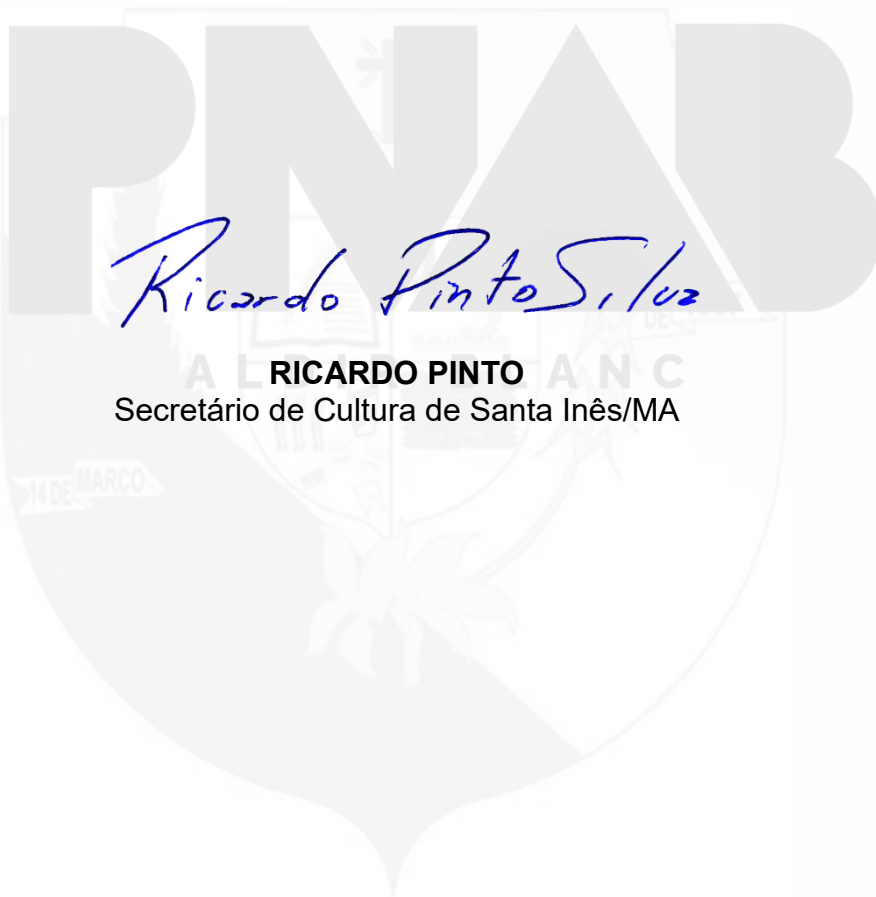 PNAB
Ricardo Pinto Silva
ALDIR BLANC
RICARDO PINTO
Secretário de Cultura de Santa Inês/MA
14 DE MARÇO